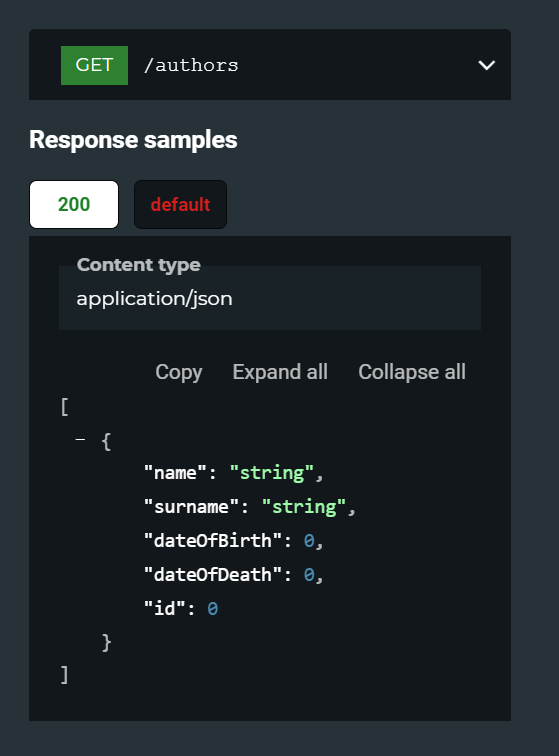 GET /authors
Response samples
200 default
Content type
application/json
Copy Expand all Collapse all
[
- {
"name": "string",
"surname": "string",
"dateOfBirth": 0,
"dateOfDeath": 0,
"id": 0
}
]